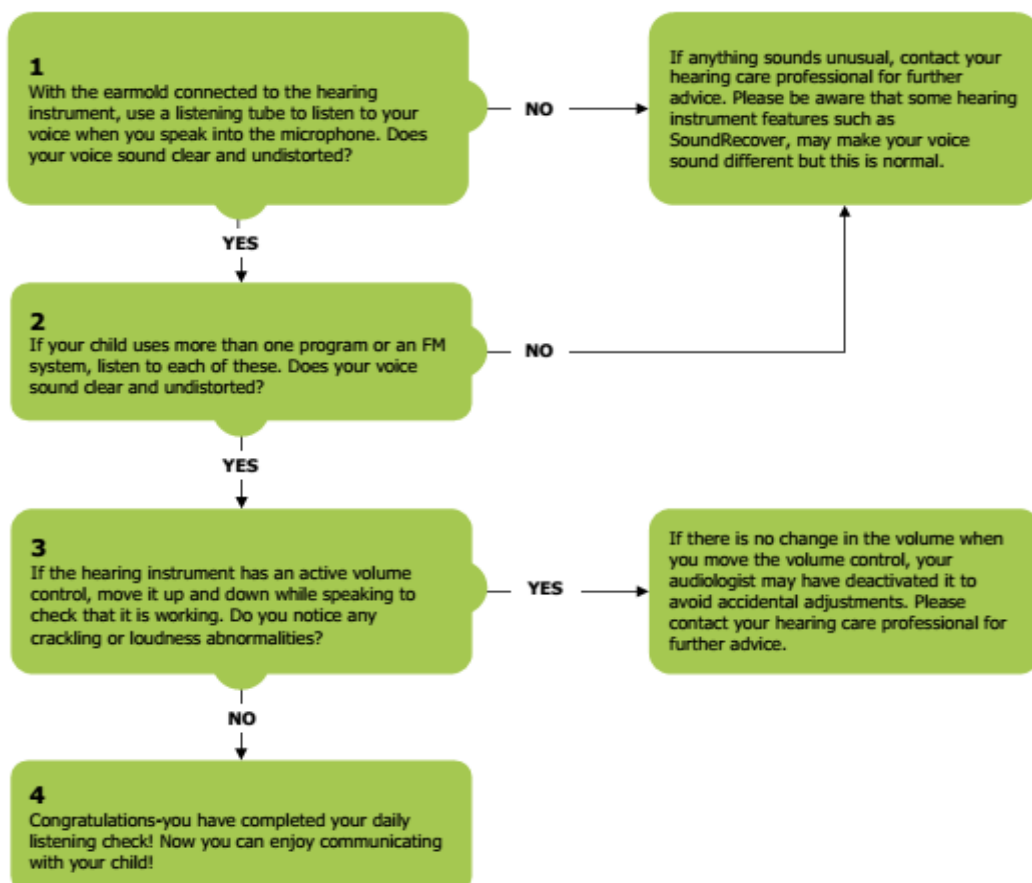 1
With the earmold connected to the hearing
instrument, use a listening tube to listen to your
voice when you speak into the microphone. Does
your voice sound clear and undistorted?
NO
If anything sounds unusual, contact your
hearing care professional for further
advice. Please be aware that some hearing
instrument features such as
SoundRecover, may make your voice
sound different but this is normal.
YES
2
If your child uses more than one program or an FM
system, listen to each of these. Does your voice
sound clear and undistorted?
NO
YES
3
If the hearing instrument has an active volume
control, move it up and down while speaking to
check that it is working. Do you notice any
crackling or loudness abnormalities?
YES
If there is no change in the volume when
you move the volume control, your
audiologist may have deactivated it to
avoid accidental adjustments. Please
contact your hearing care professional for
further advice.
NO
4
Congratulations-you have completed your daily
listening check! Now you can enjoy communicating
with your child!